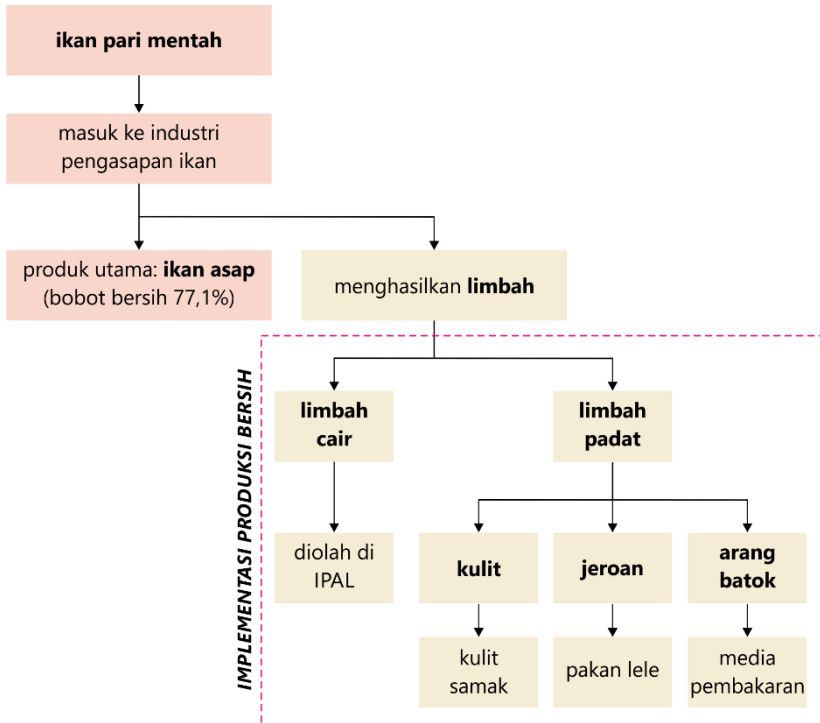 ikan pari mentah
masuk ke industri
pengasapan ikan
produk utama: ikan asap
(bobot bersih 77,1%)
menghasilkan limbah
IMPLEMENTASI PRODUKSI BERSIH
limbah
cair
limbah
padat
diolah di
IPAL
kulit
jeroan
arang
batok
kulit
samak
pakan lele
media
pembakaran